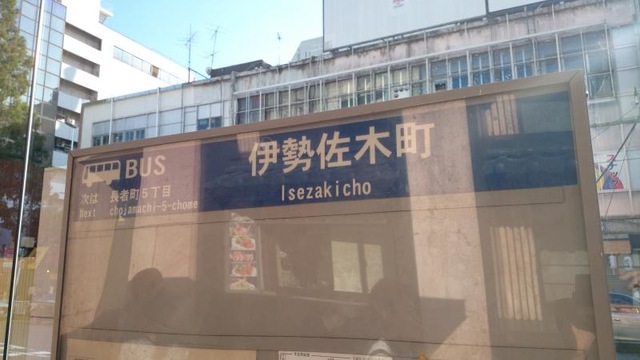 BUS
伊勢佐木町
Isezakicho
次は 長者町5丁目
Next chojamachi-5-chome